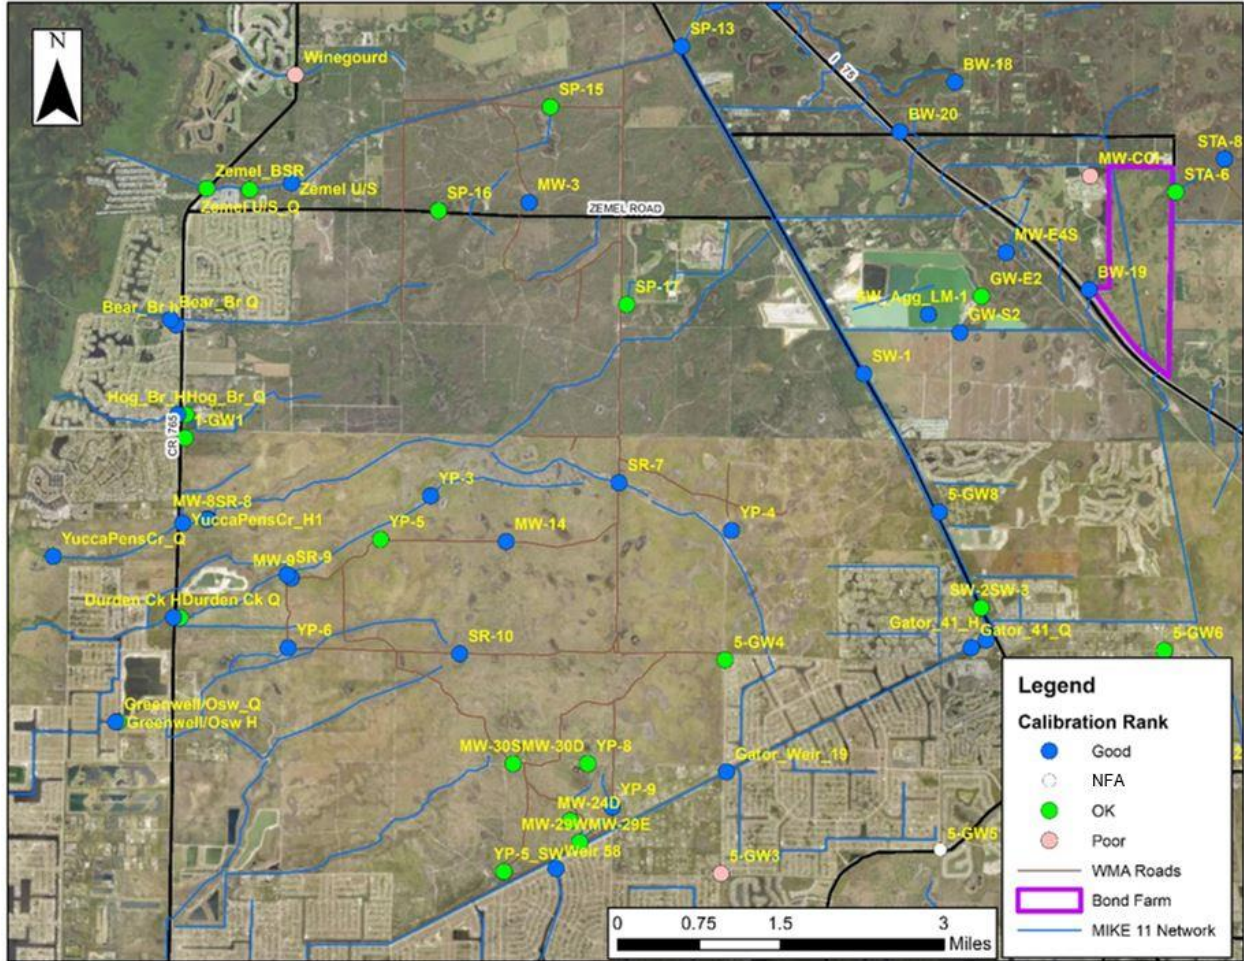 N
Winegourd
SP-13
I 75
BW-18
SP-15
BW-20
STA-8
Zemel_BSR
MW-COH
STA-6
Zemel U/S
Zemel U/S_Q
SP-16
MW-3
ZEMEL ROAD
MW-E4S
GW-E2
BW-19
SP-17
SW_Agg_LM-1
Bear_Br h
Bear_Br Q
GW-S2
SW-1
Hog_Br_H
Hog_Br_Q
1-GW1
CR 765
SR-7
YP-3
MW-8
SR-8
5-GW8
YuccaPensCr_H1
YP-4
YP-5
MW-14
YuccaPensCr_Q
MW-9
SR-9
Durden Ck H
Durden Ck Q
SW-2
SW-3
Gator_41_H
Gator_41_Q
YP-6
SR-10
5-GW4
5-GW6
Greenwell/Osw_Q
Greenwell/Osw H
MW-30S
MW-30D
YP-8
Gator_Weir_19
YP-9
MW-24D
MW-29W
MW-29E
YP-5_SW
Weir 58
5-GW3
5-GW5
2
Legend
Calibration Rank
Good
NFA
OK
Poor
WMA Roads
Bond Farm
MIKE 11 Network
0 0.75 1.5 3
Miles